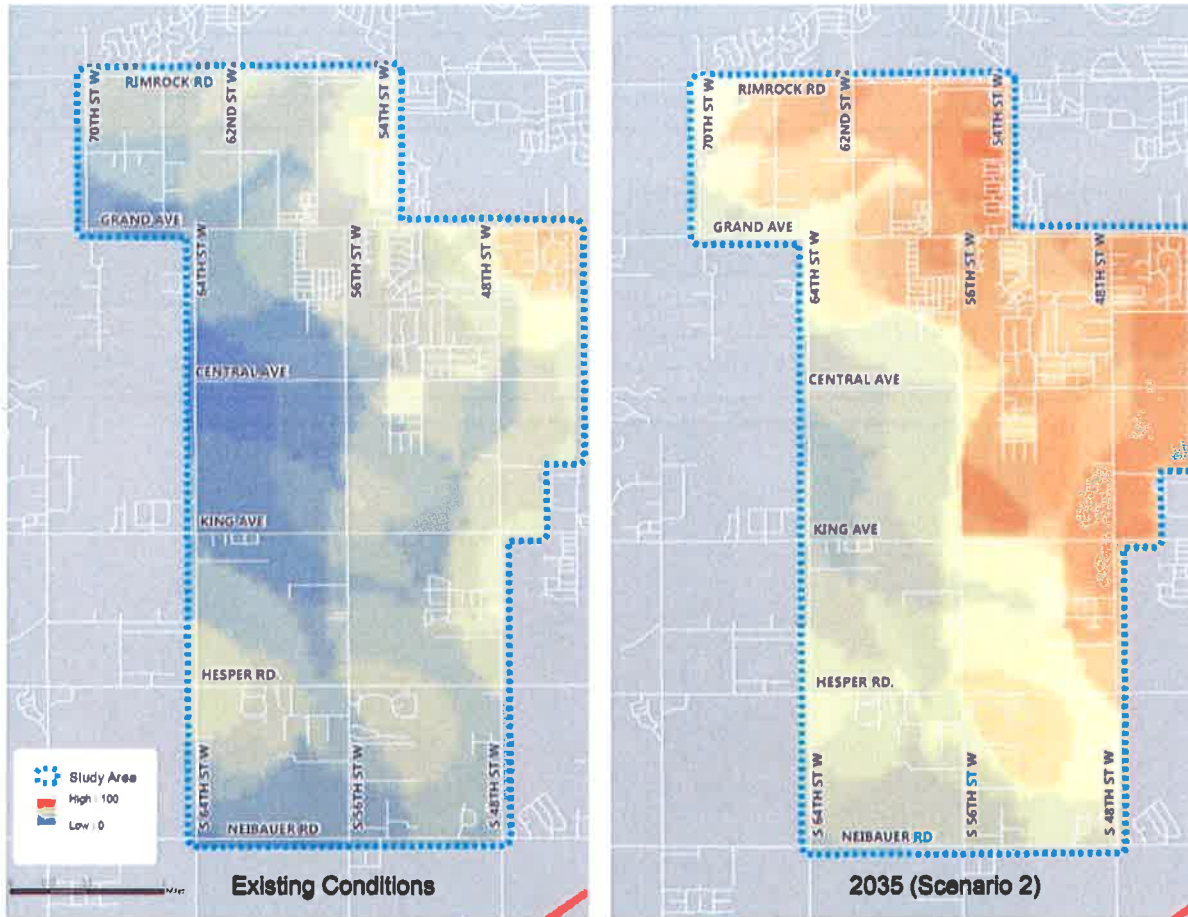 RIMROCK RD
70TH ST W
62ND ST W
54TH ST W
GRAND AVE
64TH ST W
56TH ST W
48TH ST W
CENTRAL AVE
KING AVE
HESPER RD.
S 64TH ST W
S 56TH ST W
S 48TH ST W
NEIBAUER RD
Study Area
High : 100
Low : 0
Existing Conditions
RIMROCK RD
70TH ST W
62ND ST W
54TH ST W
GRAND AVE
64TH ST W
56TH ST W
48TH ST W
CENTRAL AVE
KING AVE
HESPER RD.
S 64TH ST W
S 56TH ST W
S 48TH ST W
NEIBAUER RD
2035 (Scenario 2)